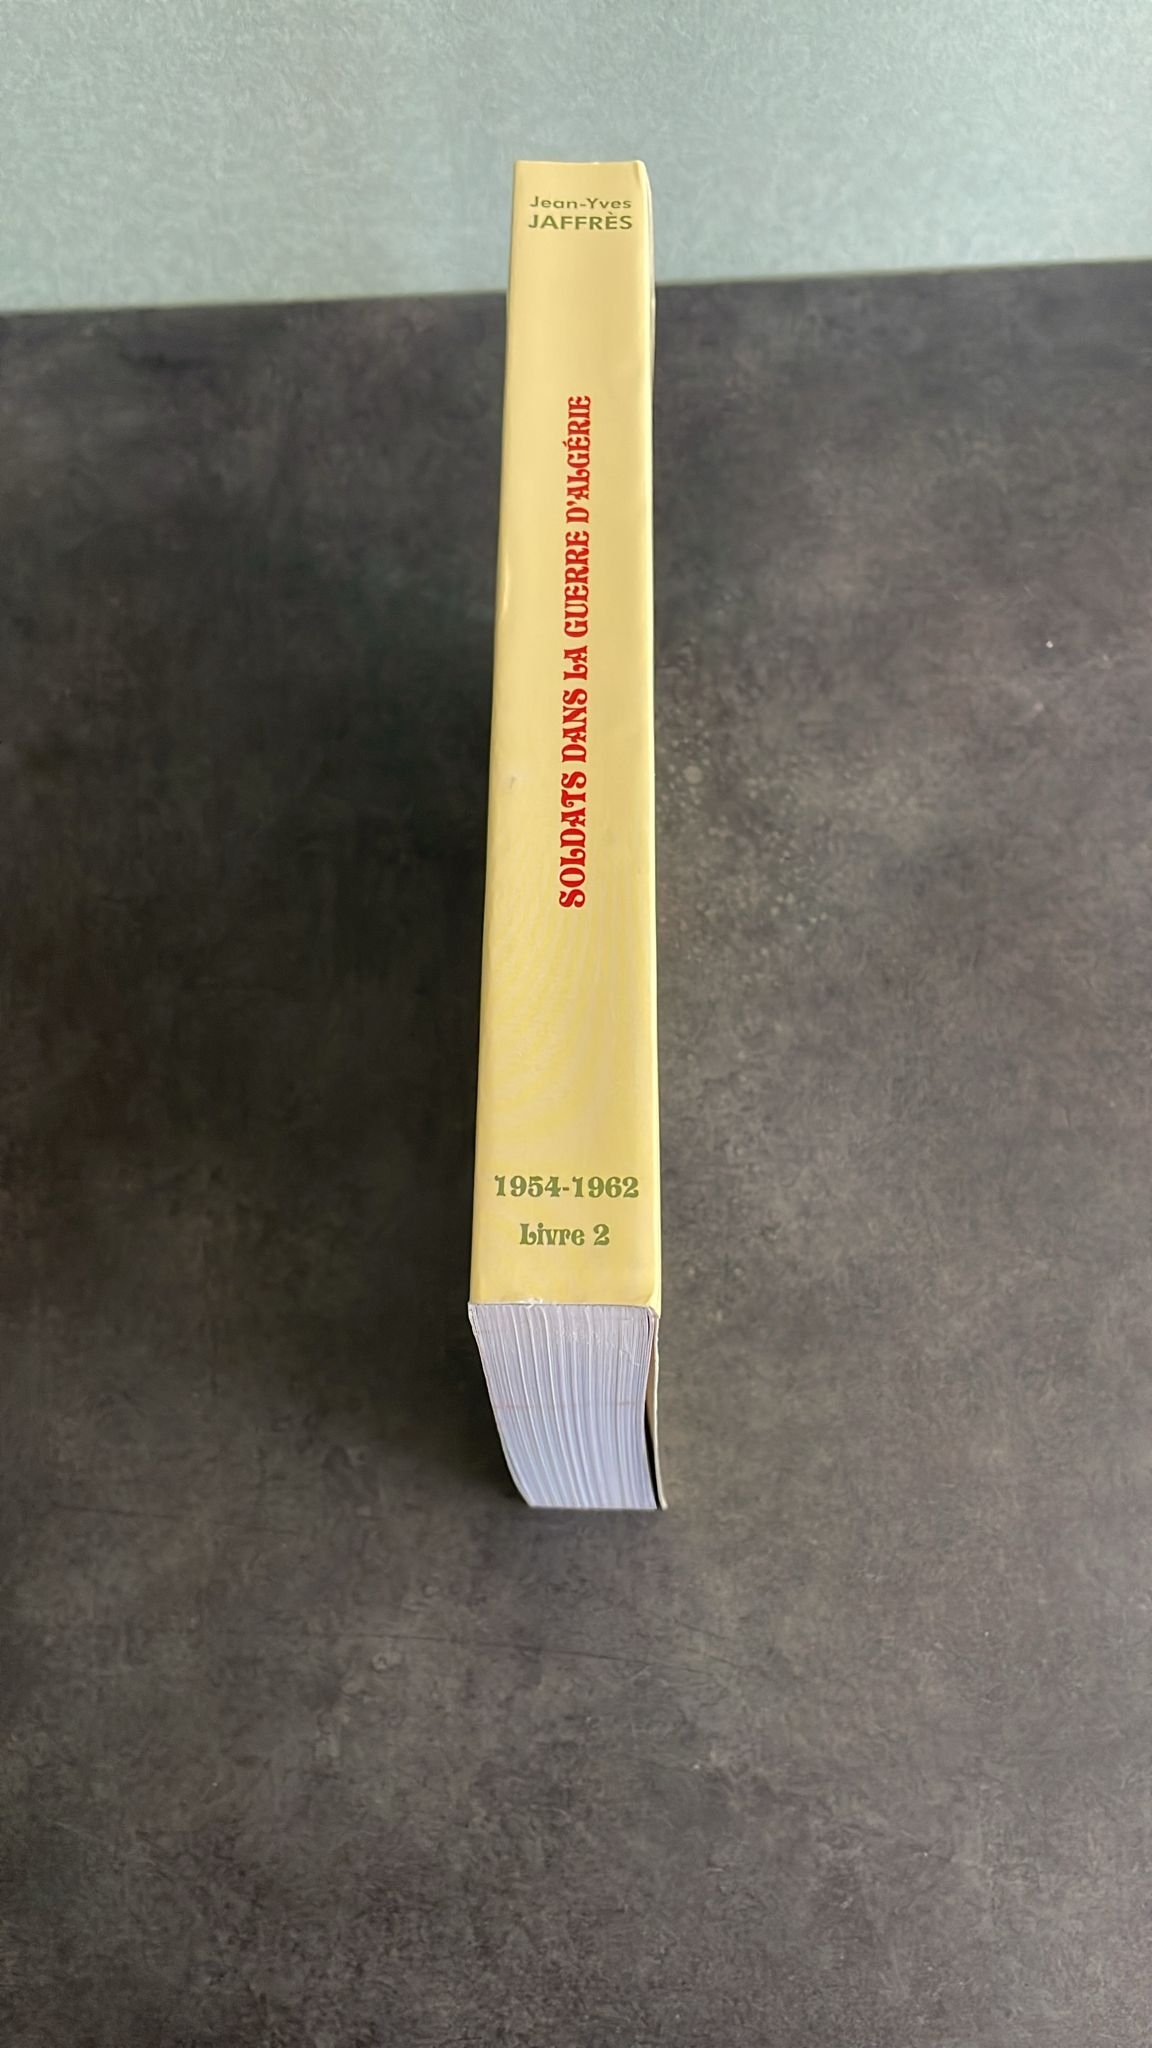 Jean-Yves
JAFFRÈS
SOLDATS DANS LA GUERRE D'ALGÉRIE
1954-1962
Livre 2